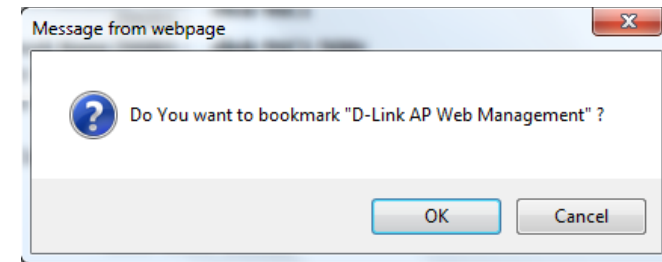 Message from webpage
Do You want to bookmark "D-Link AP Web Management" ?
OK
Cancel